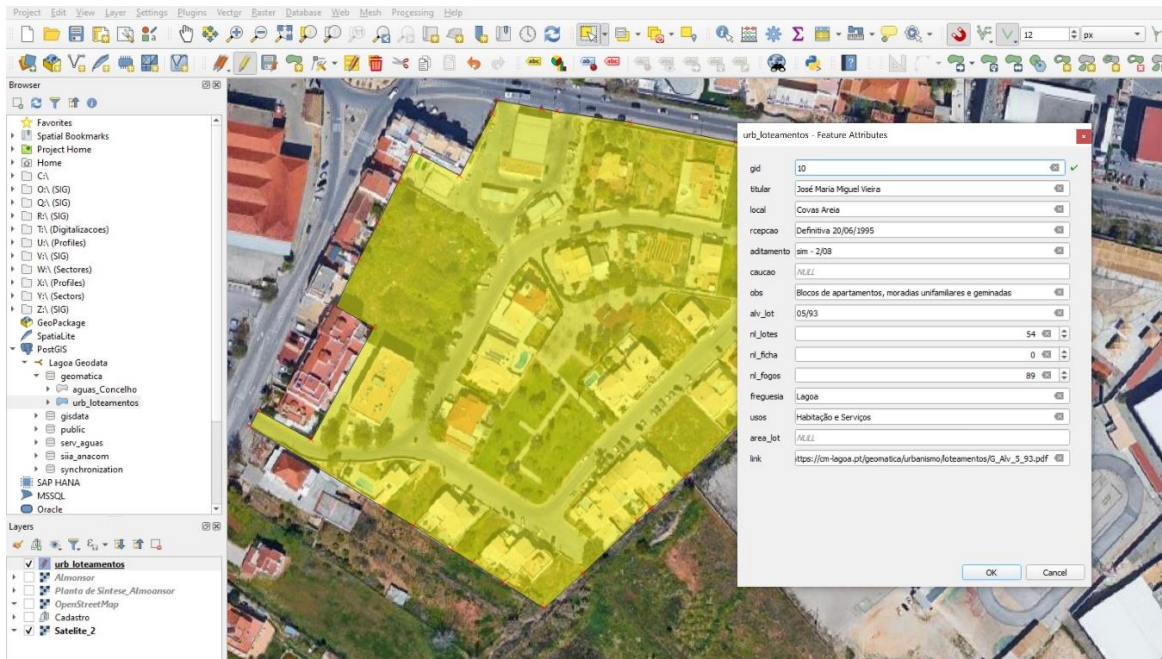 Project Edit View Layer Settings Plugins Vector Raster Database Web Mesh Processing Help
12 px
Browser
Favorites
Spatial Bookmarks
Project Home
Home
C:\
O:\ (SIG)
Q:\ (SIG)
R:\ (SIG)
T:\ (Digitalizacoes)
U:\ (Profiles)
V:\ (SIG)
W:\ (Sectores)
X:\ (Profiles)
Y:\ (Sectors)
Z:\ (SIG)
GeoPackage
SpatiaLite
PostGIS
Lagoa Geodata
geomatica
aguas_Concelho
urb_loteamentos
gisdata
public
serv_aguas
siia_anacom
synchronization
SAP HANA
MSSQL
Oracle
Layers
urb_loteamentos
Almonsor
Planta de Sintese_Almoansor
OpenStreetMap
Cadastro
Satelite_2
urb_loteamentos - Feature Attributes
gid 10
titular José Maria Miguel Vieira
local Covas Areia
rcepcao Definitiva 20/06/1995
aditamento sim - 2/08
caucao NULL
obs Blocos de apartamentos, moradias unifamiliares e geminadas
alv_lot 05/93
nl_lotes 54
nl_ficha 0
nl_fogos 89
freguesia Lagoa
usos Habitação e Serviços
area_lot NULL
link ttps://cm-lagoa.pt/geomatica/urbanismo/loteamentos/G_Alv_5_93.pdf
OK Cancel